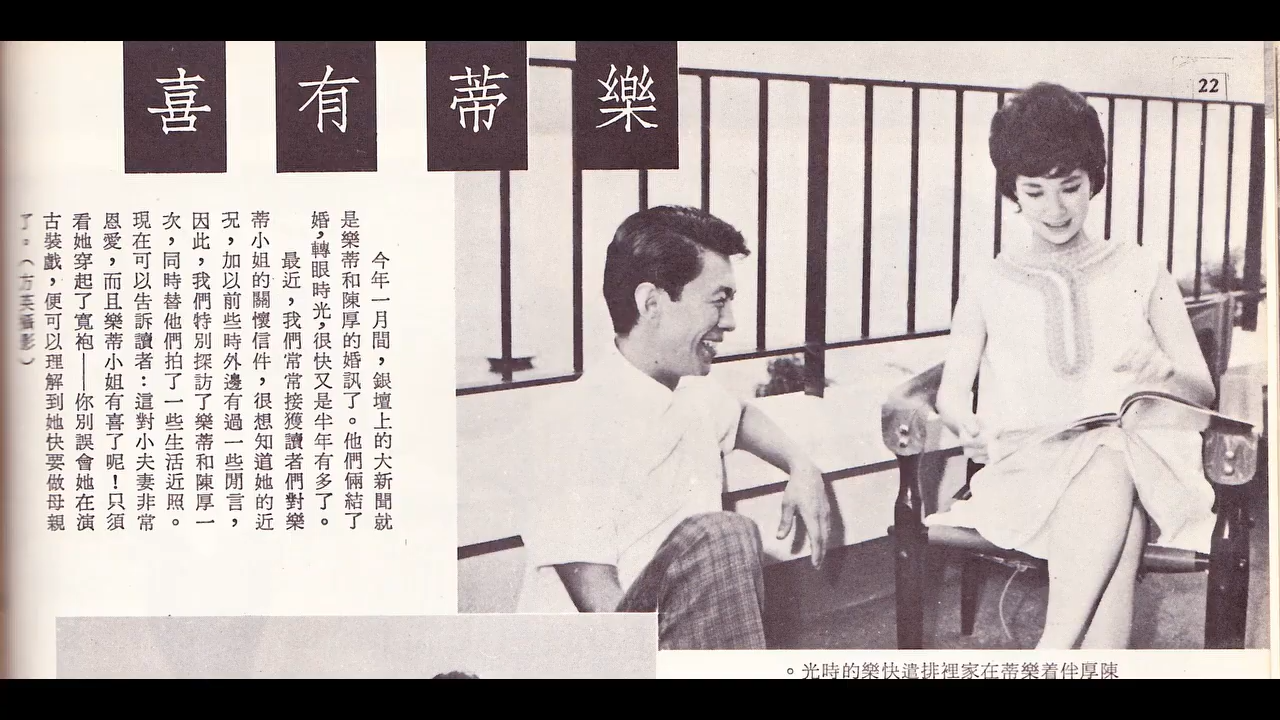 樂蒂有喜
22
今年一月間，銀壇上的大新聞就
是樂蒂和陳厚的婚訊了。他們倆結了
婚，轉眼時光，很快又是半年有多了。
最近，我們常常接獲讀者們對樂
蒂小姐的關懷信件，很想知道她的近
況，加以前些時外邊有過一些閒言，
因此，我們特別探訪了樂蒂和陳厚一
次，同時替他們拍了一些生活近照。
現在可以告訴讀者：這對小夫妻非常
恩愛，而且樂蒂小姐有喜了呢！只須
看她穿起了寬袍——你別誤會她在演
古裝戲，便可以理解到她快要做母親
了。（方英攝影）
陳厚伴着樂蒂在家裡排遣快樂的時光。